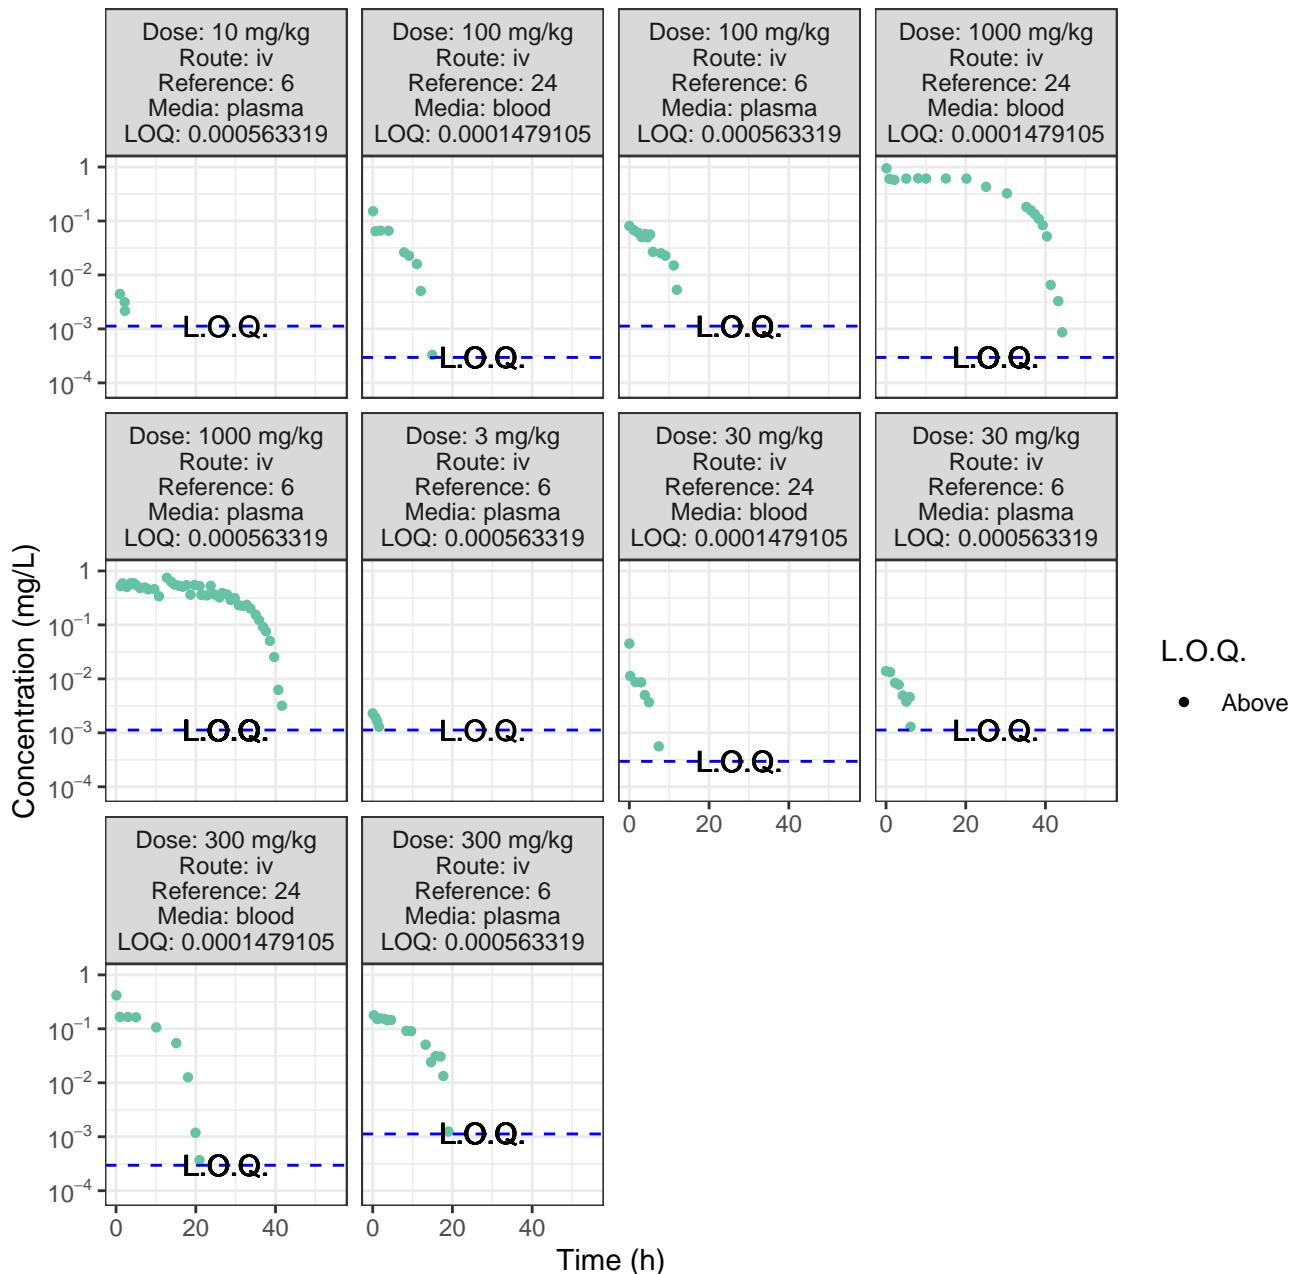 Dose: 10 mg/kg
Route: iv
Reference: 6
Media: plasma
LOQ: 0.000563319
Dose: 100 mg/kg
Route: iv
Reference: 24
Media: blood
LOQ: 0.0001479105
Dose: 100 mg/kg
Route: iv
Reference: 6
Media: plasma
LOQ: 0.000563319
Dose: 1000 mg/kg
Route: iv
Reference: 24
Media: blood
LOQ: 0.0001479105
1
10⁻¹
10⁻²
10⁻³
10⁻⁴
L.O.Q.
L.O.Q.
L.O.Q.
L.O.Q.
Dose: 1000 mg/kg
Route: iv
Reference: 6
Media: plasma
LOQ: 0.000563319
Dose: 3 mg/kg
Route: iv
Reference: 6
Media: plasma
LOQ: 0.000563319
Dose: 30 mg/kg
Route: iv
Reference: 24
Media: blood
LOQ: 0.0001479105
Dose: 30 mg/kg
Route: iv
Reference: 6
Media: plasma
LOQ: 0.000563319
1
10⁻¹
10⁻²
10⁻³
10⁻⁴
L.O.Q.
L.O.Q.
L.O.Q.
L.O.Q.
0 20 40
0 20 40
Dose: 300 mg/kg
Route: iv
Reference: 24
Media: blood
LOQ: 0.0001479105
Dose: 300 mg/kg
Route: iv
Reference: 6
Media: plasma
LOQ: 0.000563319
1
10⁻¹
10⁻²
10⁻³
10⁻⁴
L.O.Q.
L.O.Q.
0 20 40
0 20 40
Time (h)
Concentration (mg/L)
L.O.Q.
Above